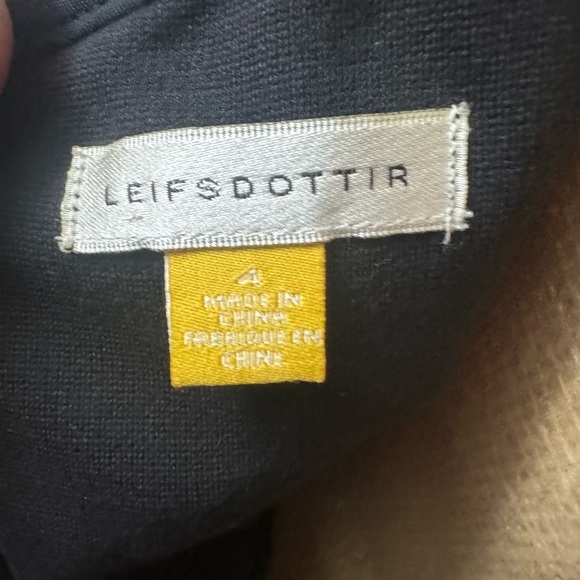 LEIFSDOTTIR
4
MADE IN
CHINA
FABRIQUE EN
CHINE